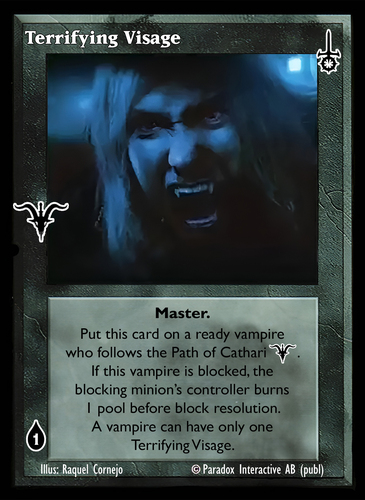 Terrifying Visage
Master.
Put this card on a ready vampire
who follows the Path of Cathari .
If this vampire is blocked, the
blocking minion's controller burns
1 pool before block resolution.
A vampire can have only one
Terrifying Visage.
1
Illus: Raquel Cornejo
© Paradox Interactive AB (publ)